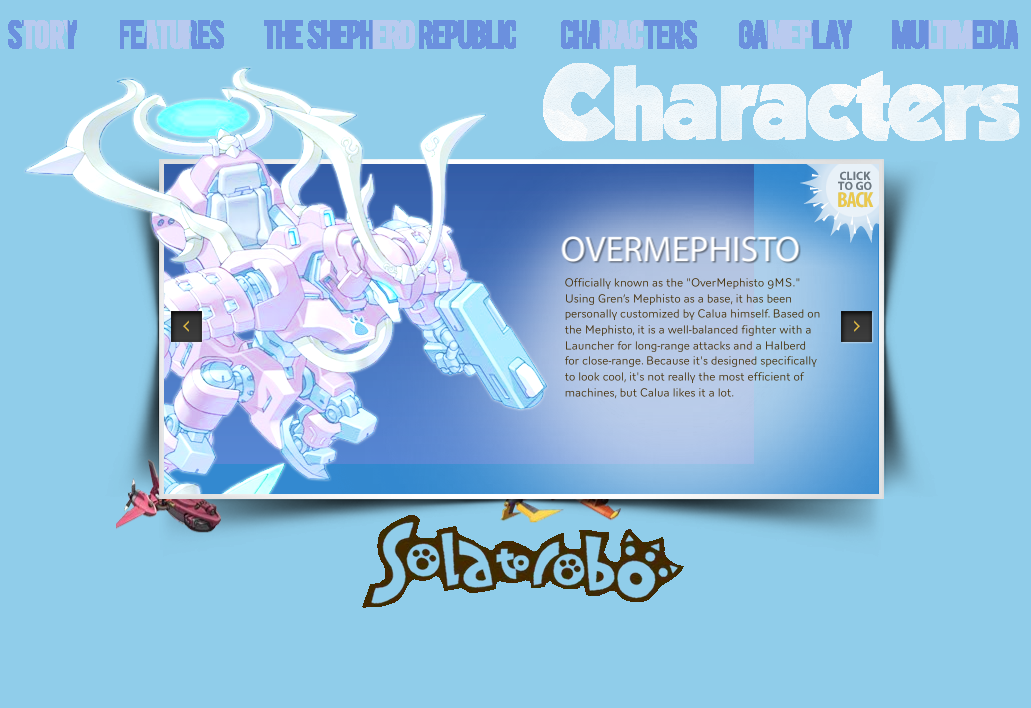 STORY FEATURES THE SHEPHERD REPUBLIC CHARACTERS GAMEPLAY MULTIMEDIA
Characters
CLICK
TO GO
BACK
OVERMEPHISTO
Officially known as the "OverMephisto 9MS."
Using Gren's Mephisto as a base, it has been
personally customized by Calua himself. Based on
the Mephisto, it is a well-balanced fighter with a
Launcher for long-range attacks and a Halberd
for close-range. Because it's designed specifically
to look cool, it's not really the most efficient of
machines, but Calua likes it a lot.
Solatorobo